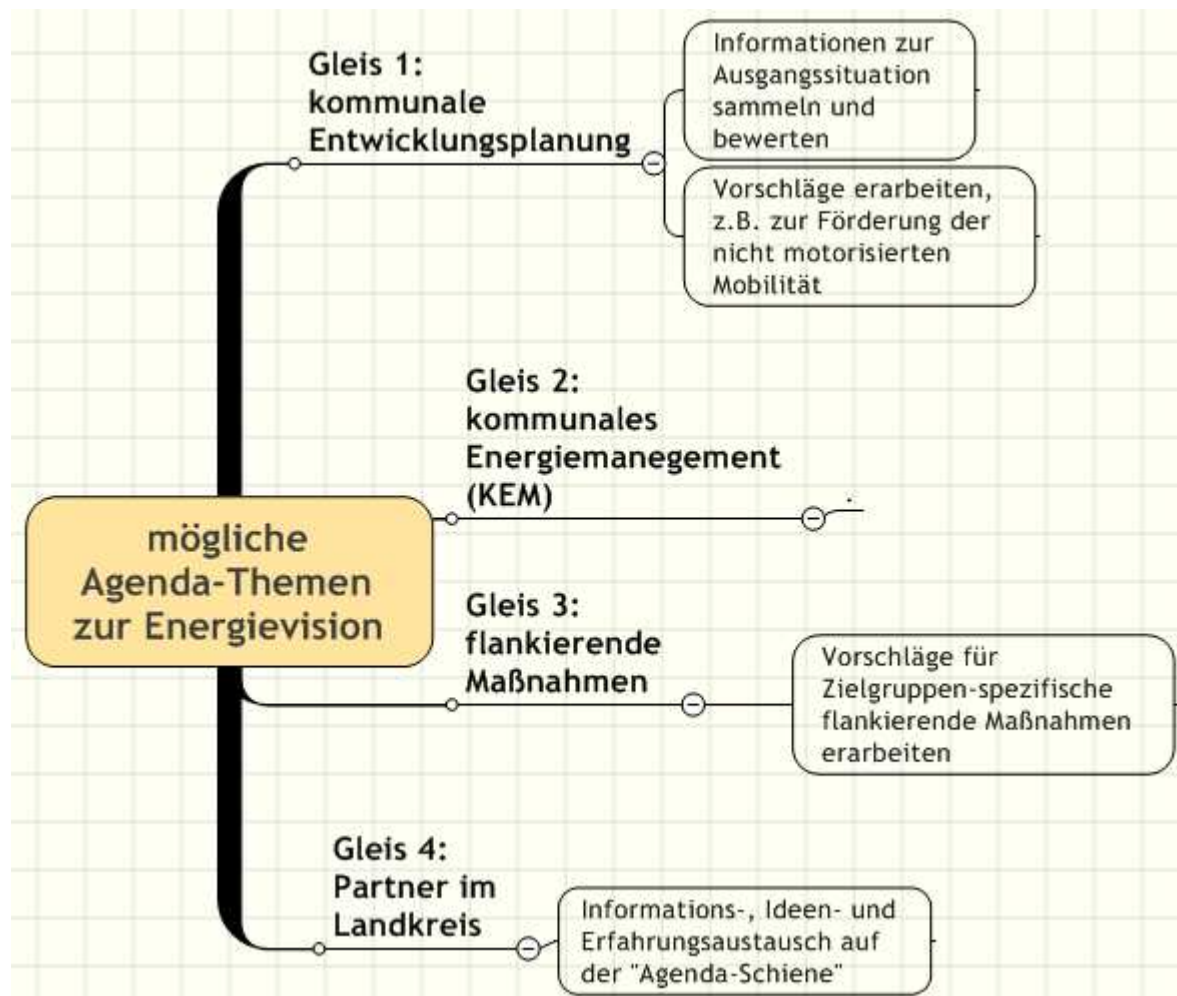 Gleis 1:
kommunale
Entwicklungsplanung
Informationen zur
Ausgangssituation
sammeln und
bewerten
Vorschläge erarbeiten,
z.B. zur Förderung der
nicht motorisierten
Mobilität
Gleis 2:
kommunales
Energiemanegement
(KEM)
.
mögliche
Agenda-Themen
zur Energievision
Gleis 3:
flankierende
Maßnahmen
Vorschläge für
Zielgruppen-spezifische
flankierende Maßnahmen
erarbeiten
Gleis 4:
Partner im
Landkreis
Informations-, Ideen- und
Erfahrungsaustausch auf
der "Agenda-Schiene"